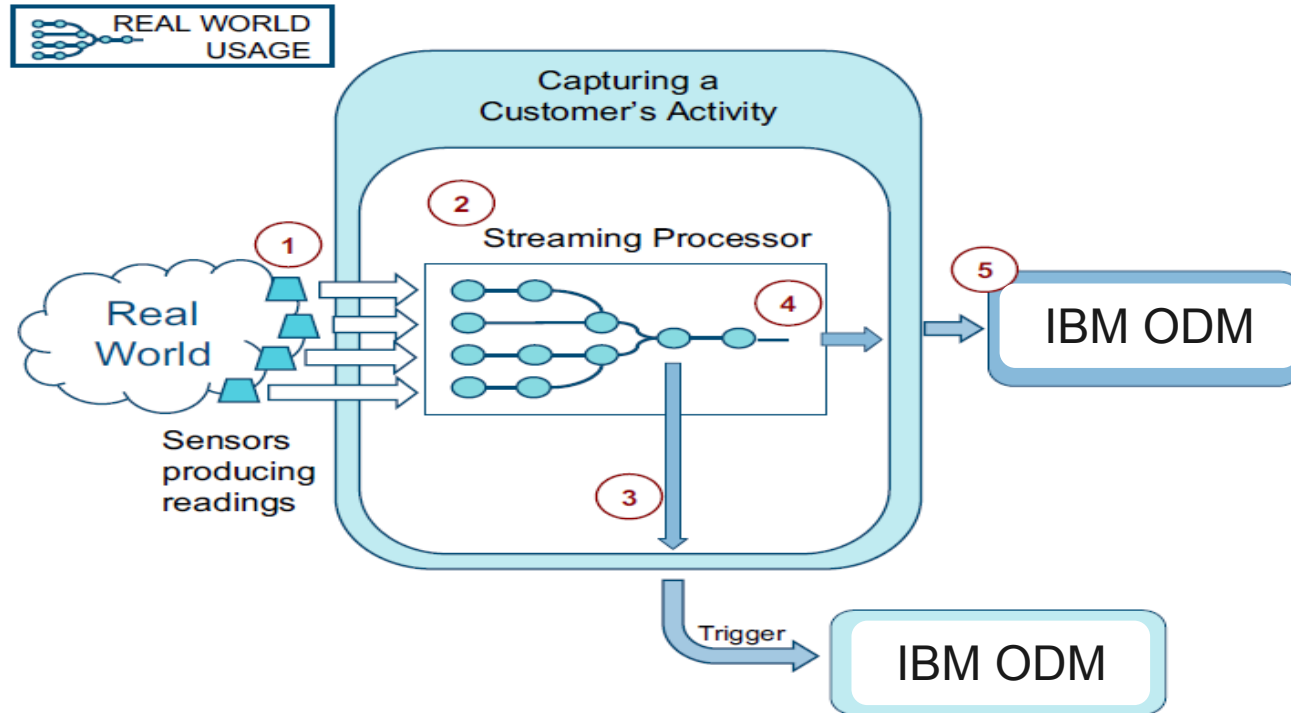 REAL WORLD
USAGE
Capturing a
Customer's Activity
2
Streaming Processor
1
5
4
Real
World
IBM ODM
Sensors
producing
readings
3
Trigger
IBM ODM